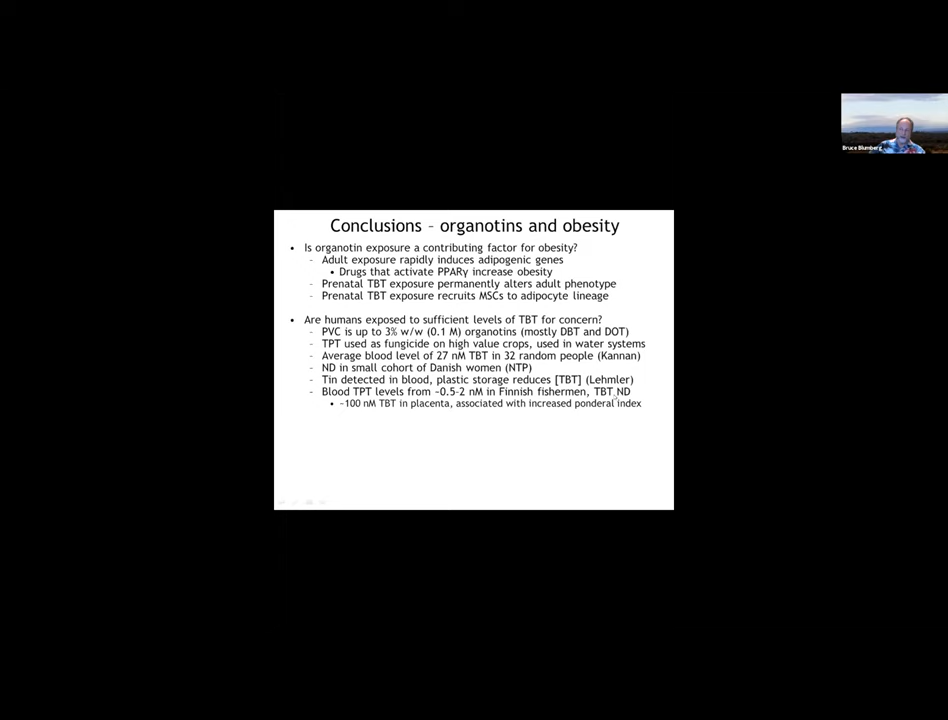 Bruce Blumberg
Conclusions – organotins and obesity
• Is organotin exposure a contributing factor for obesity?
– Adult exposure rapidly induces adipogenic genes
• Drugs that activate PPARγ increase obesity
– Prenatal TBT exposure permanently alters adult phenotype
– Prenatal TBT exposure recruits MSCs to adipocyte lineage
• Are humans exposed to sufficient levels of TBT for concern?
– PVC is up to 3% w/w (0.1 M) organotins (mostly DBT and DOT)
– TPT used as fungicide on high value crops, used in water systems
– Average blood level of 27 nM TBT in 32 random people (Kannan)
– ND in small cohort of Danish women (NTP)
– Tin detected in blood, plastic storage reduces [TBT] (Lehmler)
– Blood TPT levels from ~0.5-2 nM in Finnish fishermen, TBT ND
• ~100 nM TBT in placenta, associated with increased ponderal index